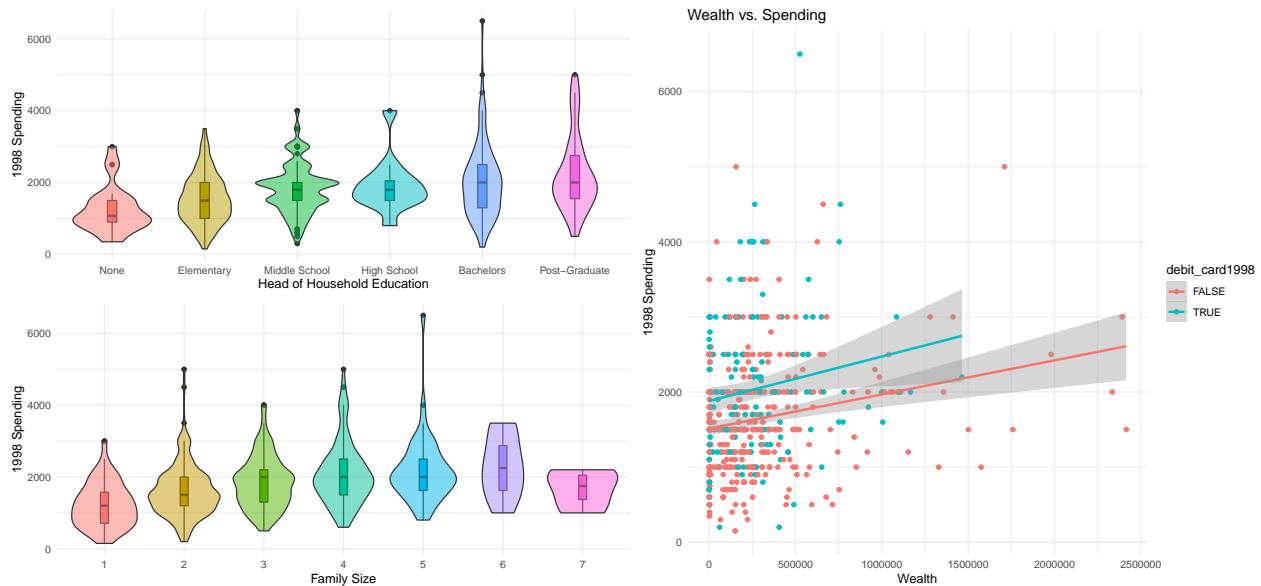 6000
4000
2000
0
1998 Spending
None Elementary Middle School High School Bachelors Post−Graduate
Head of Household Education
6000
4000
2000
0
1998 Spending
1 2 3 4 5 6 7
Family Size
Wealth vs. Spending
6000
4000
2000
0
1998 Spending
0 500000 1000000 1500000 2000000 2500000
Wealth
debit_card1998
FALSE
TRUE